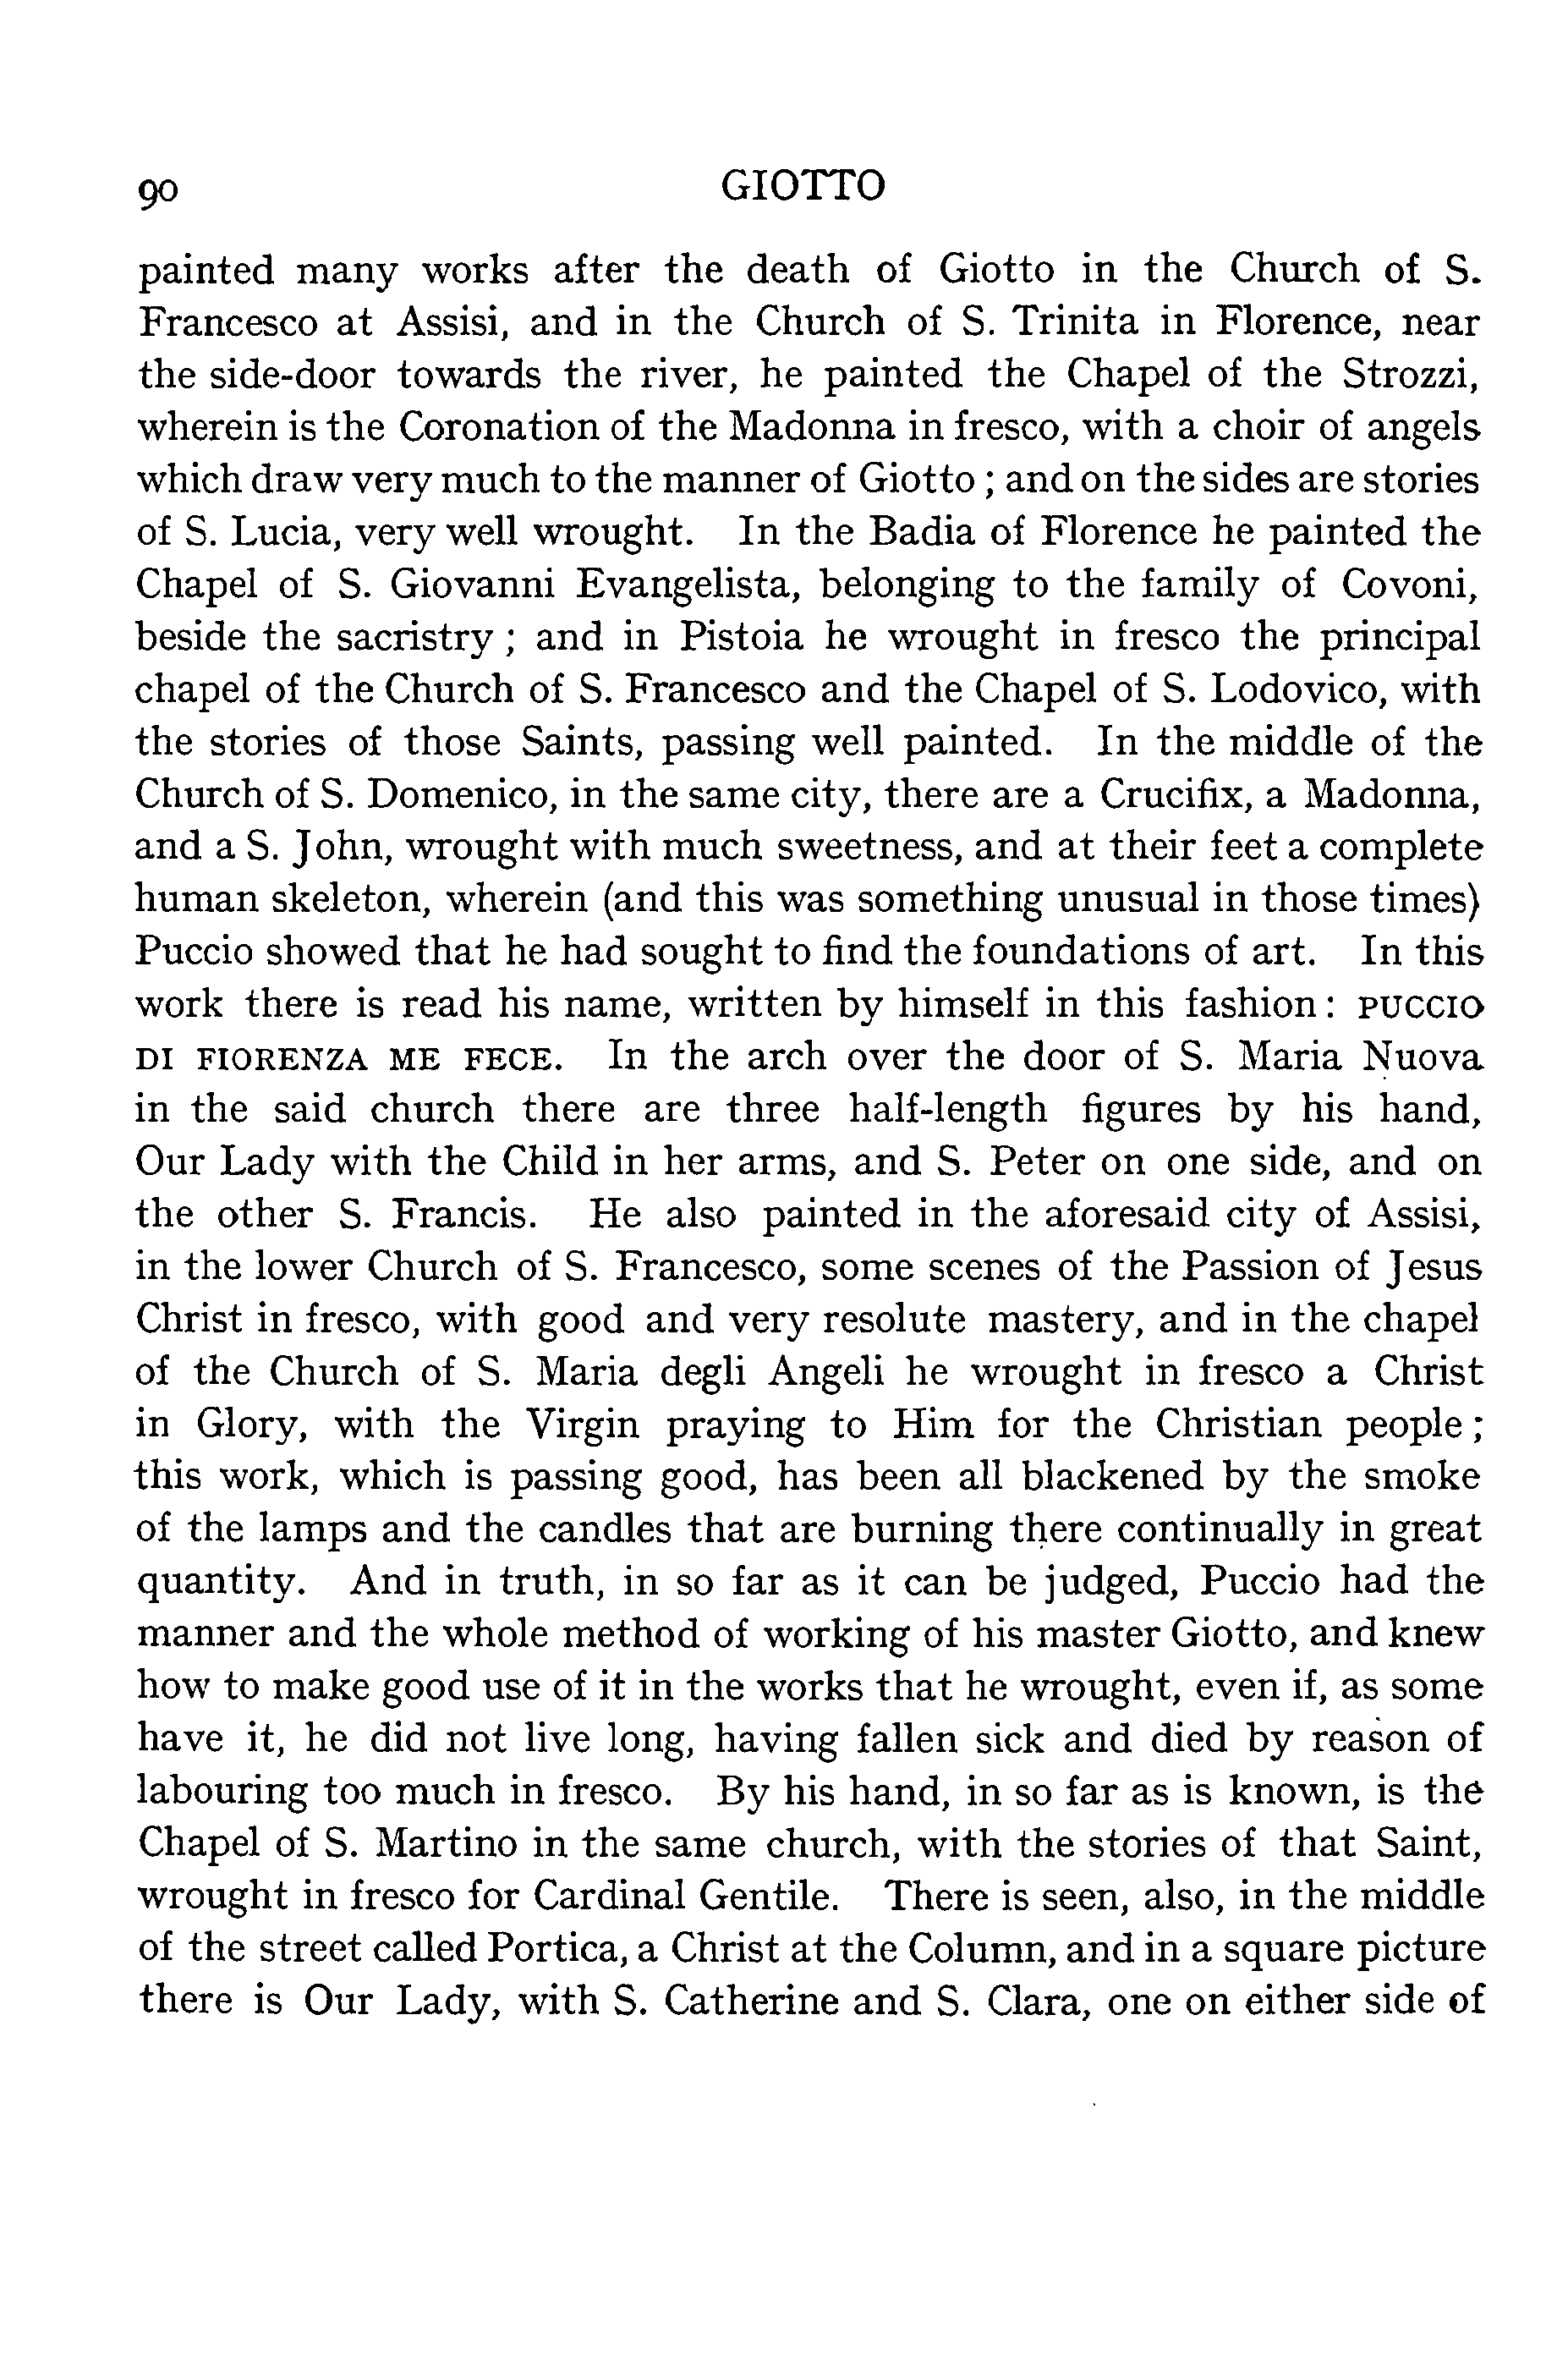 90 GIOTTO
painted many works after the death of Giotto in the Church of S.
Francesco at Assisi, and in the Church of S. Trinita in Florence, near
the side-door towards the river, he painted the Chapel of the Strozzi,
wherein is the Coronation of the Madonna in fresco, with a choir of angels
which draw very much to the manner of Giotto ; and on the sides are stories
of S. Lucia, very well wrought. In the Badia of Florence he painted the
Chapel of S. Giovanni Evangelista, belonging to the family of Covoni,
beside the sacristry ; and in Pistoia he wrought in fresco the principal
chapel of the Church of S. Francesco and the Chapel of S. Lodovico, with
the stories of those Saints, passing well painted. In the middle of the
Church of S. Domenico, in the same city, there are a Crucifix, a Madonna,
and a S. John, wrought with much sweetness, and at their feet a complete
human skeleton, wherein (and this was something unusual in those times)
Puccio showed that he had sought to find the foundations of art. In this
work there is read his name, written by himself in this fashion : PUCCIO
DI FIORENZA ME FECE. In the arch over the door of S. Maria Nuova
in the said church there are three half-length figures by his hand,
Our Lady with the Child in her arms, and S. Peter on one side, and on
the other S. Francis. He also painted in the aforesaid city of Assisi,
in the lower Church of S. Francesco, some scenes of the Passion of Jesus
Christ in fresco, with good and very resolute mastery, and in the chapel
of the Church of S. Maria degli Angeli he wrought in fresco a Christ
in Glory, with the Virgin praying to Him for the Christian people ;
this work, which is passing good, has been all blackened by the smoke
of the lamps and the candles that are burning there continually in great
quantity. And in truth, in so far as it can be judged, Puccio had the
manner and the whole method of working of his master Giotto, and knew
how to make good use of it in the works that he wrought, even if, as some
have it, he did not live long, having fallen sick and died by reason of
labouring too much in fresco. By his hand, in so far as is known, is the
Chapel of S. Martino in the same church, with the stories of that Saint,
wrought in fresco for Cardinal Gentile. There is seen, also, in the middle
of the street called Portica, a Christ at the Column, and in a square picture
there is Our Lady, with S. Catherine and S. Clara, one on either side of